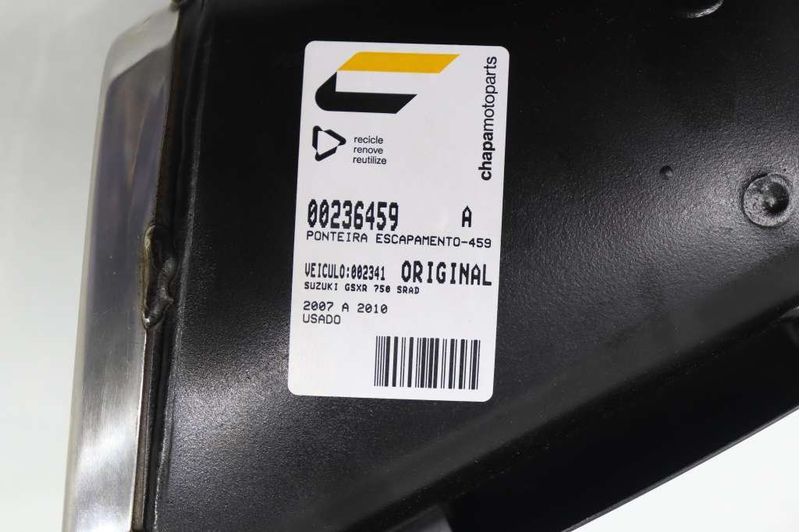 recicle
renove
reutilize
chapamotoparts
00236459 A
PONTEIRA ESCAPAMENTO-459
VEICULO:002341 ORIGINAL
SUZUKI GSXR 750 SRAD
2007 A 2010
USADO